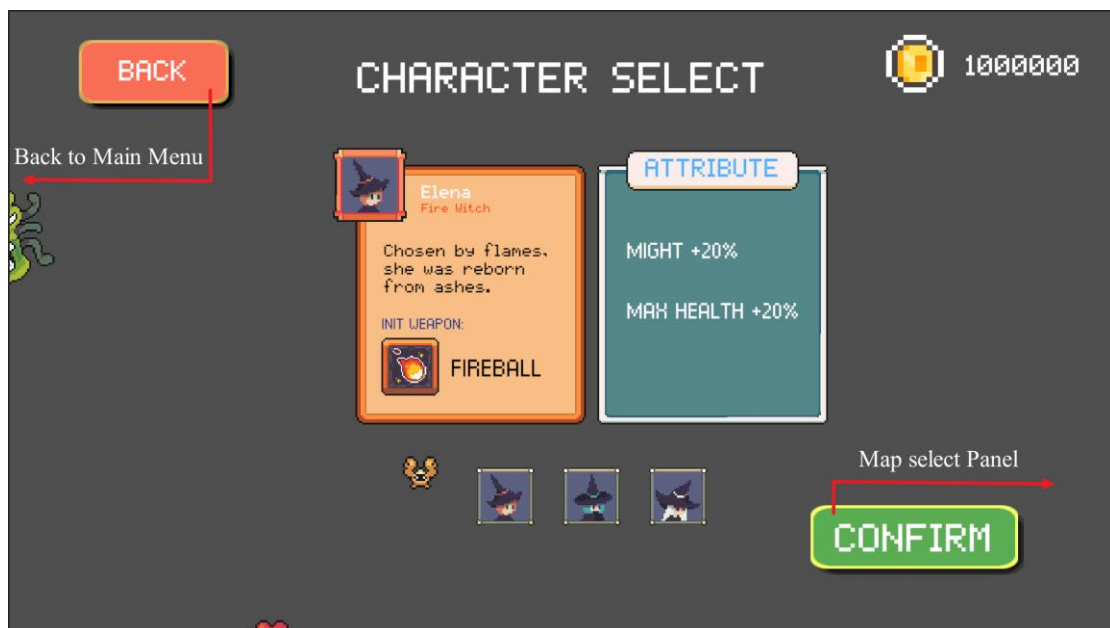 BACK
CHARACTER SELECT
1000000
Back to Main Menu
Elena
Fire Witch
Chosen by flames.
she was reborn
from ashes.
INIT WEAPON:
FIREBALL
ATTRIBUTE
MIGHT +20%
MAX HEALTH +20%
Map select Panel
CONFIRM